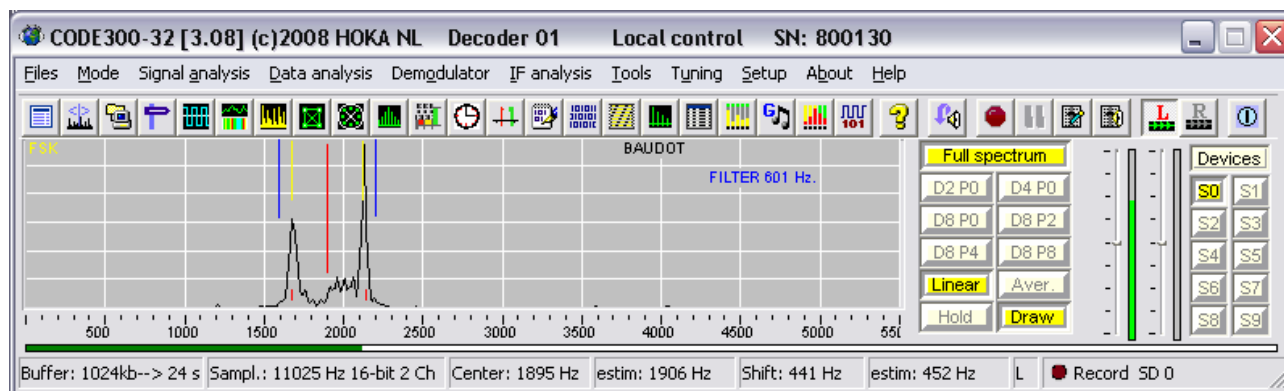 CODE300-32 [3.08] (c)2008 HOKA NL Decoder 01 Local control SN: 800130
Files Mode Signal analysis Data analysis Demodulator IF analysis Tools Tuning Setup About Help
FSK BAUDOT
FILTER 601 Hz.
Full spectrum
D2 P0 D4 P0
D8 P0 D8 P2
D8 P4 D8 P8
Linear Aver.
Hold Draw
Devices
S0 S1
S2 S3
S4 S5
S6 S7
S8 S9
500 1000 1500 2000 2500 3000 3500 4000 4500 5000
Buffer: 1024kb--> 24 s Sampl.: 11025 Hz 16-bit 2 Ch Center: 1895 Hz estim: 1906 Hz Shift: 441 Hz estim: 452 Hz L Record SD 0